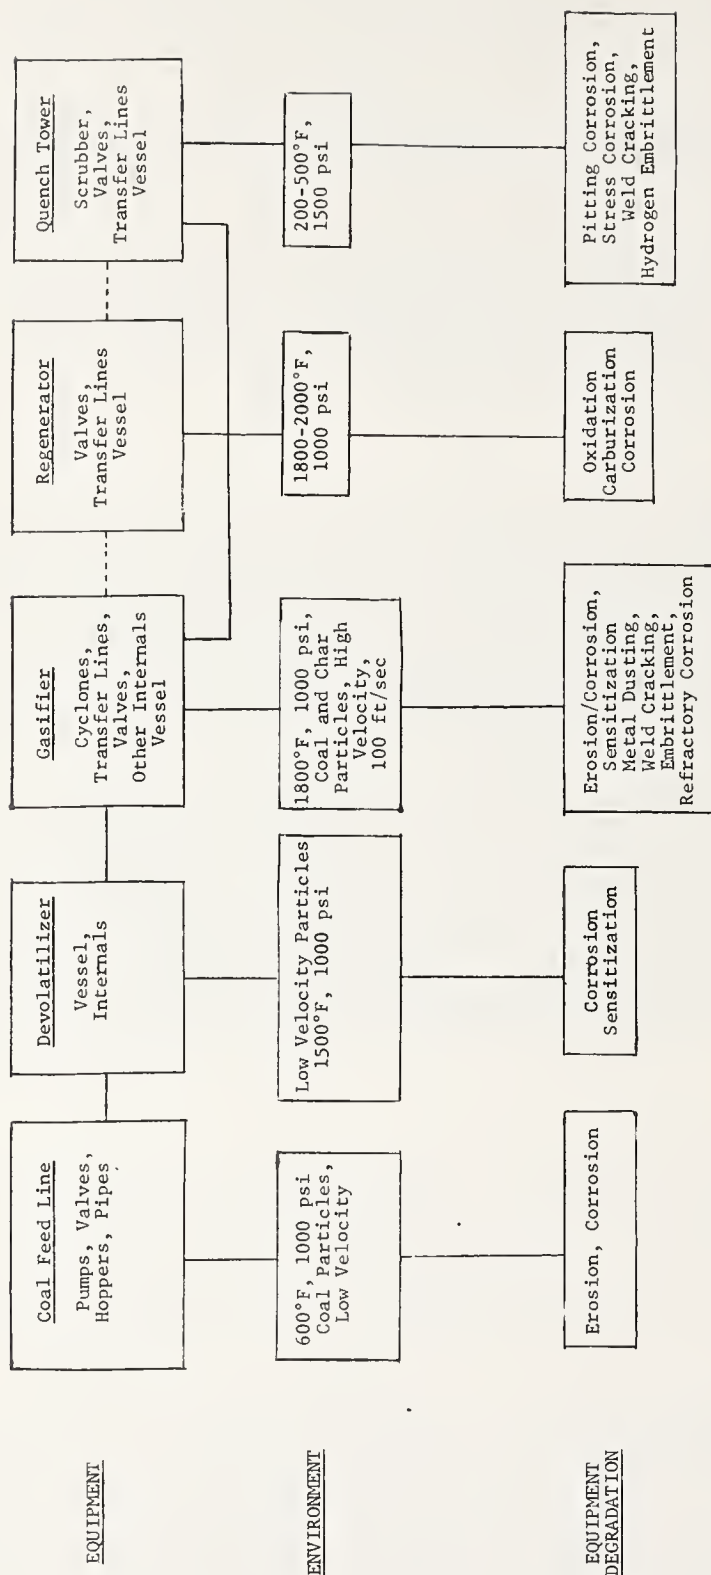 EQUIPMENT
Coal Feed Line
Pumps, Valves,
Hoppers, Pipes
Devolatilizer
Vessel,
Internals
Gasifier
Cyclones,
Transfer Lines,
Valves,
Other Internals
Vessel
Regenerator
Valves,
Transfer Lines
Vessel
Quench Tower
Scrubber,
Valves,
Transfer Lines
Vessel
ENVIRONMENT
600°F, 1000 psi
Coal Particles,
Low Velocity
Low Velocity Particles
1500°F, 1000 psi
1800°F, 1000 psi,
Coal and Char
Particles, High
Velocity,
100 ft/sec
1800-2000°F,
1000 psi
200-500°F,
1500 psi
EQUIPMENT
DEGRADATION
Erosion, Corrosion
Corrosion
Sensitization
Erosion/Corrosion,
Sensitization
Metal Dusting,
Weld Cracking,
Embrittlement,
Refractory Corrosion
Oxidation
Carburization
Corrosion
Pitting Corrosion,
Stress Corrosion,
Weld Cracking,
Hydrogen Embrittlement